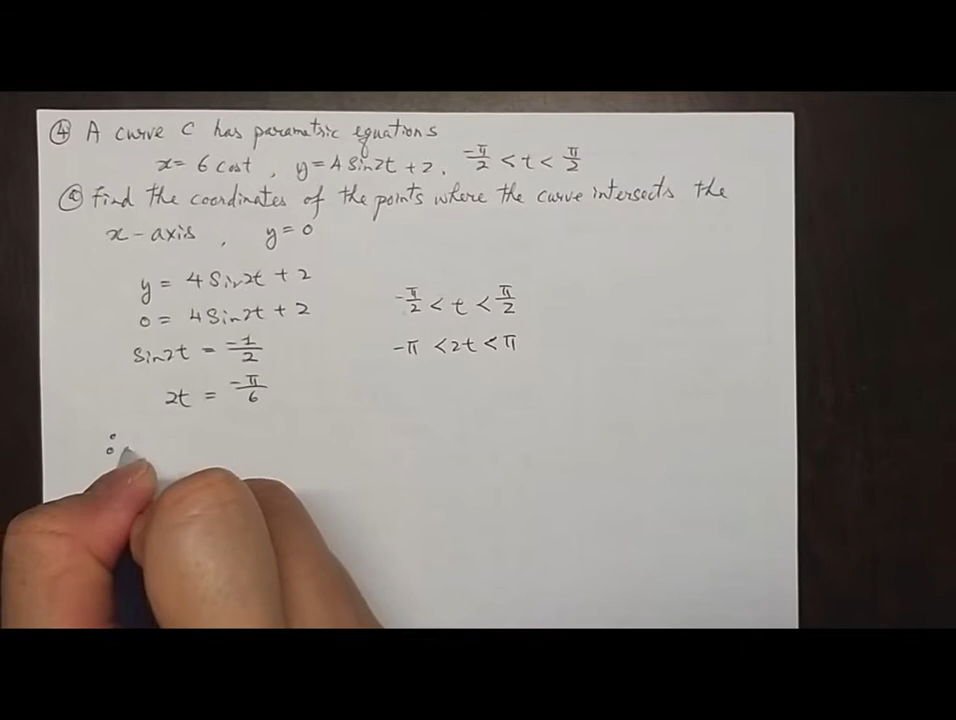 ④ A curve C has parametric equations
x = 6 cost , y = 4 Sin2t + 2 , -π/2 < t < π/2
ⓐ Find the coordinates of the points where the curve intersects the
x-axis , y = 0
y = 4 Sin2t + 2
0 = 4 Sin2t + 2
Sin2t = -1/2
2t = -π/6
-π/2 < t < π/2
-π < 2t < π